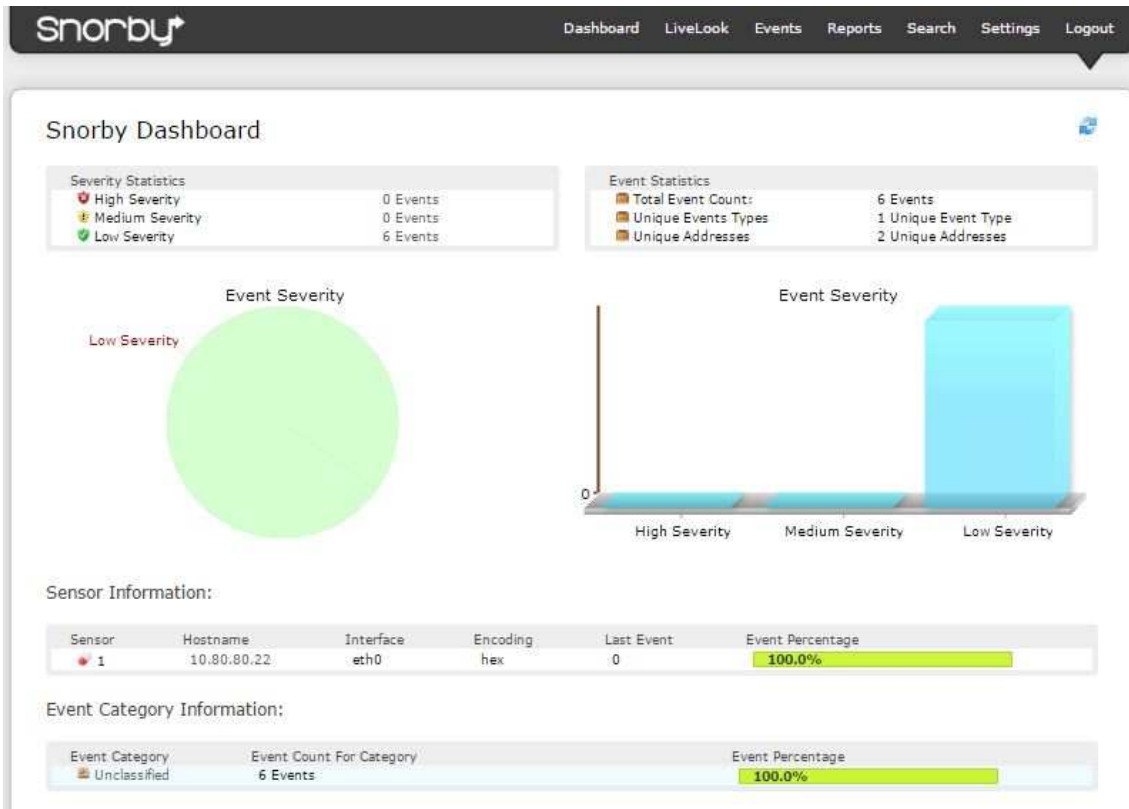 Snorby
Dashboard LiveLook Events Reports Search Settings Logout
Snorby Dashboard
Severity Statistics
High Severity 0 Events
Medium Severity 0 Events
Low Severity 6 Events
Event Statistics
Total Event Count: 6 Events
Unique Events Types 1 Unique Event Type
Unique Addresses 2 Unique Addresses
Event Severity
Low Severity
Event Severity
0
High Severity Medium Severity Low Severity
Sensor Information:
Sensor Hostname Interface Encoding Last Event Event Percentage
1 10.80.80.22 eth0 hex 0 100.0%
Event Category Information:
Event Category Event Count For Category Event Percentage
Unclassified 6 Events 100.0%